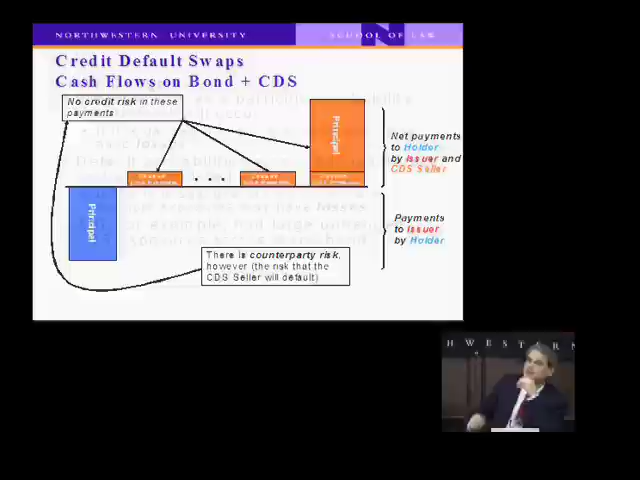 NORTHWESTERN UNIVERSITY
SCHOOL OF LAW
Credit Default Swaps
Cash Flows on Bond + CDS
No credit risk in these
payments
Principal
Net payments
to Holder
by Issuer and
CDS Seller
Principal
Payments
to Issuer
by Holder
There is counterparty risk,
however (the risk that the
CDS Seller will default)
H W E S T E R N